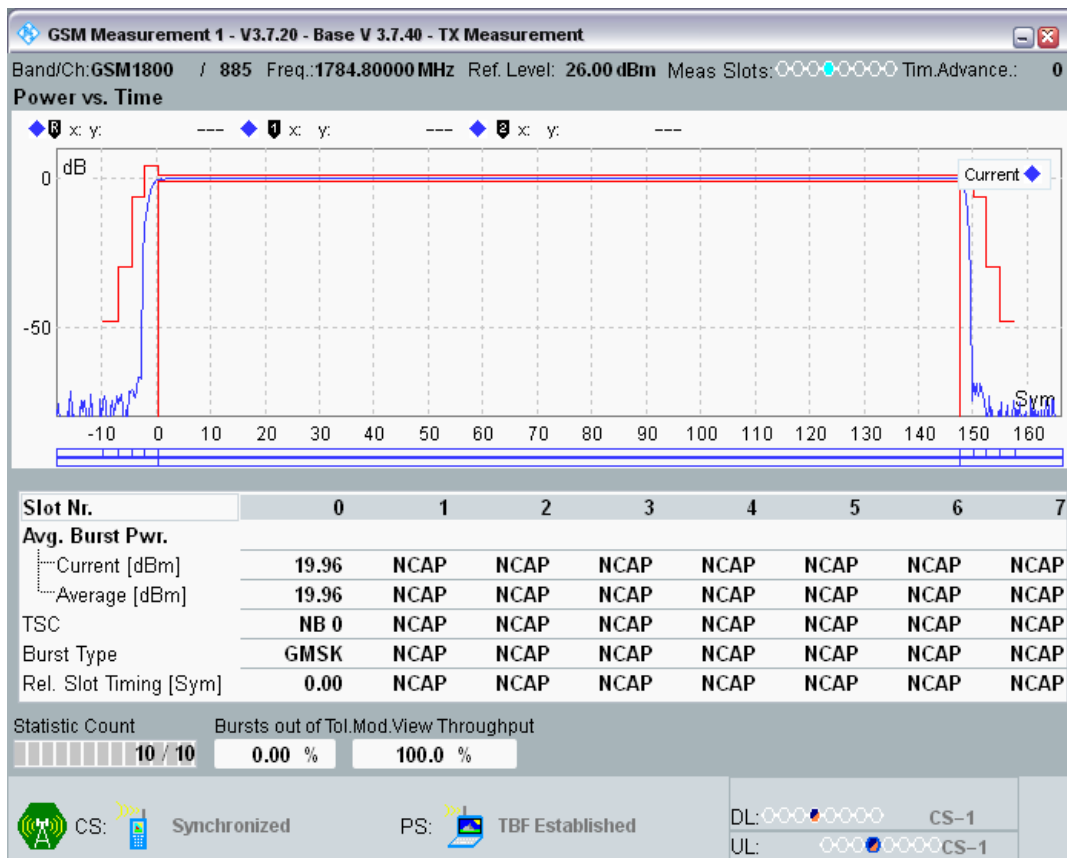 GSM Measurement 1 - V3.7.20 - Base V 3.7.40 - TX Measurement
Band/Ch:GSM1800 / 885 Freq.:1784.80000 MHz Ref. Level: 26.00 dBm Meas Slots: Tim.Advance.: 0
Power vs. Time
R x: y: --- 1 x: y: --- 2 x: y: ---
dB
Current
0
-50
Sym
-10 0 10 20 30 40 50 60 70 80 90 100 110 120 130 140 150 160
Slot Nr. 0 1 2 3 4 5 6 7
Avg. Burst Pwr.
Current [dBm] 19.96 NCAP NCAP NCAP NCAP NCAP NCAP NCAP
Average [dBm] 19.96 NCAP NCAP NCAP NCAP NCAP NCAP NCAP
TSC NB 0 NCAP NCAP NCAP NCAP NCAP NCAP NCAP
Burst Type GMSK NCAP NCAP NCAP NCAP NCAP NCAP NCAP
Rel. Slot Timing [Sym] 0.00 NCAP NCAP NCAP NCAP NCAP NCAP NCAP
Statistic Count Bursts out of Tol. Mod.View Throughput
10 / 10 0.00 % 100.0 %
CS: Synchronized PS: TBF Established
DL: CS-1
UL: CS-1